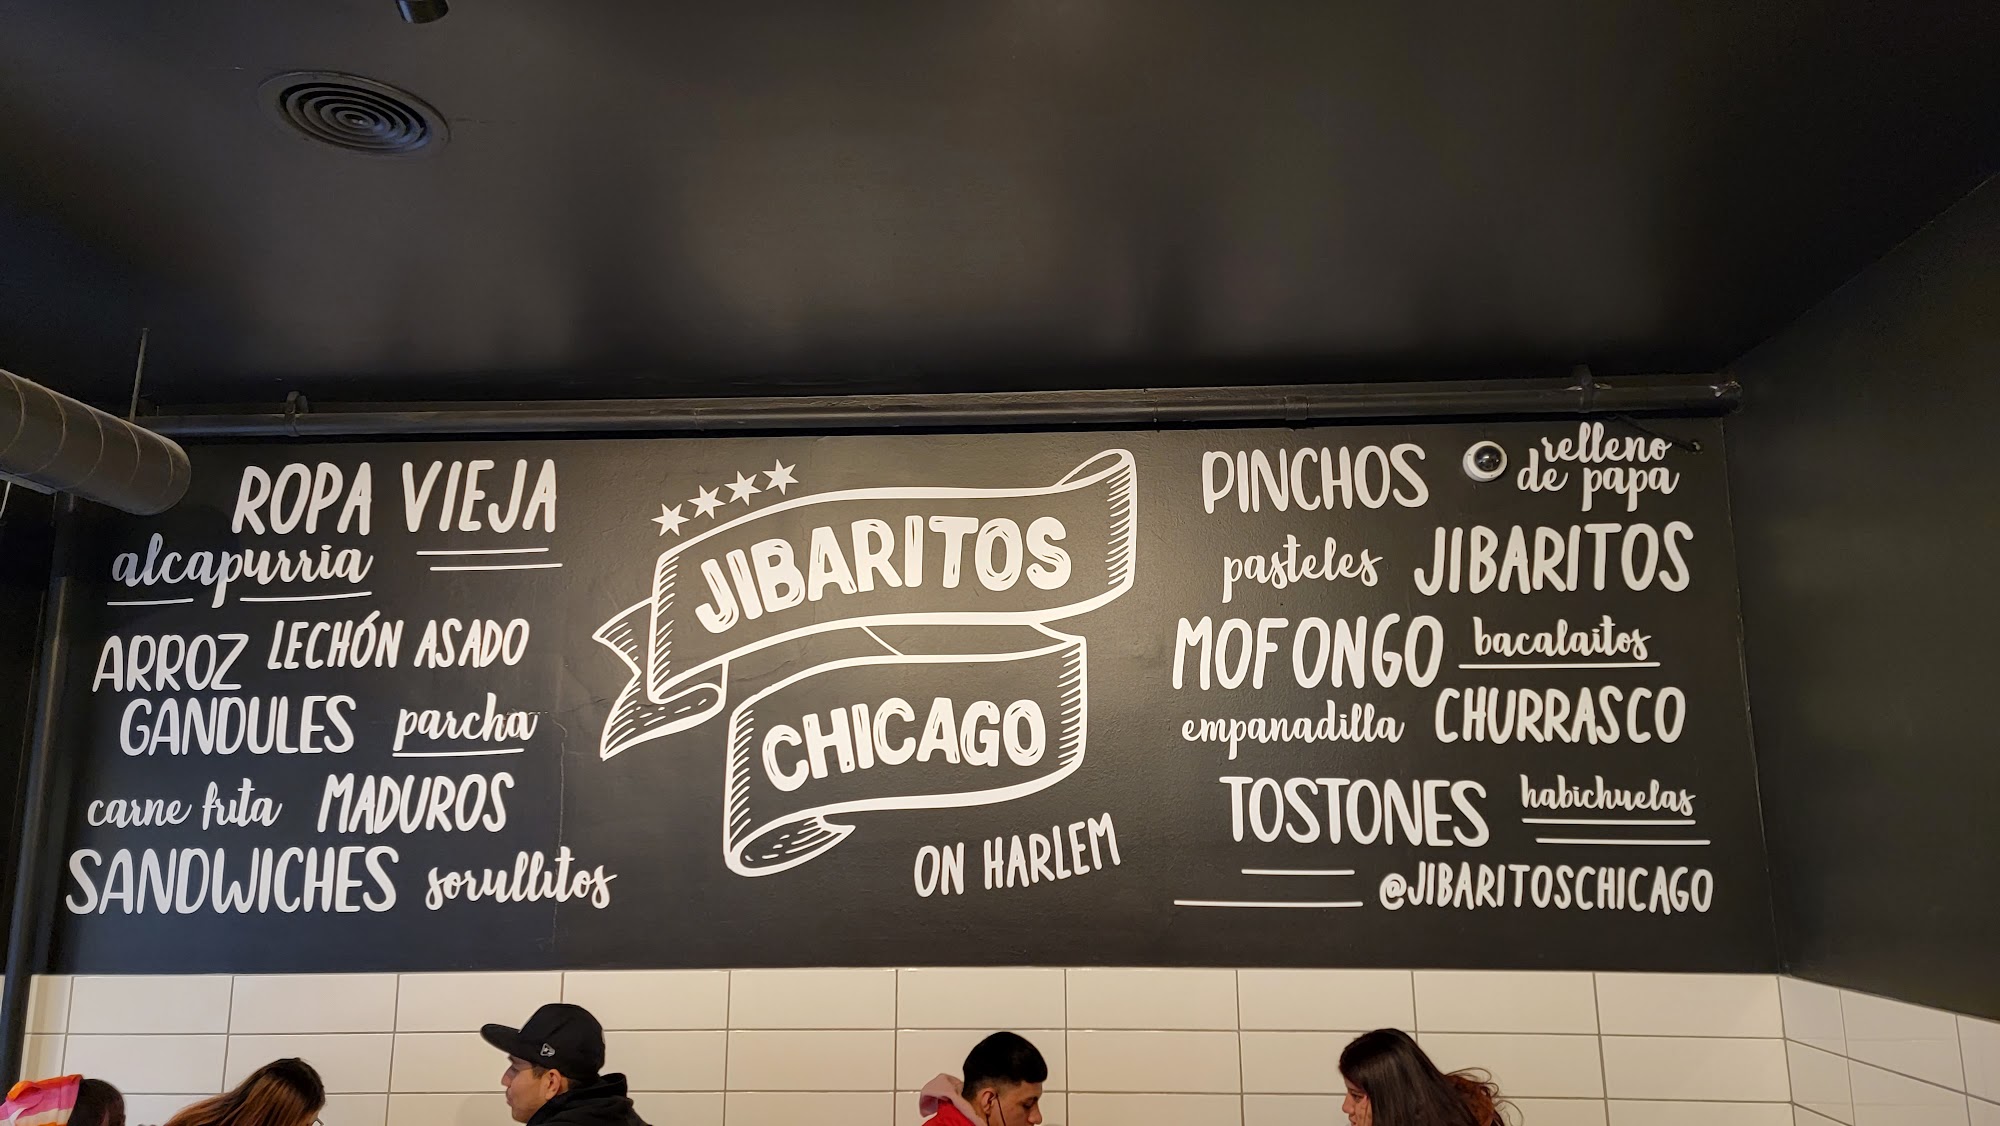 ROPA VIEJA
alcapurria
LECHÓN ASADO
ARROZ
GANDULES
parcha
carne frita
MADUROS
SANDWICHES
sorullitos
JIBARITOS
CHICAGO
ON HARLEM
PINCHOS
relleno
de papa
pasteles
JIBARITOS
MOFONGO
bacalaitos
empanadilla
CHURRASCO
TOSTONES
habichuelas
@JIBARITOSCHICAGO